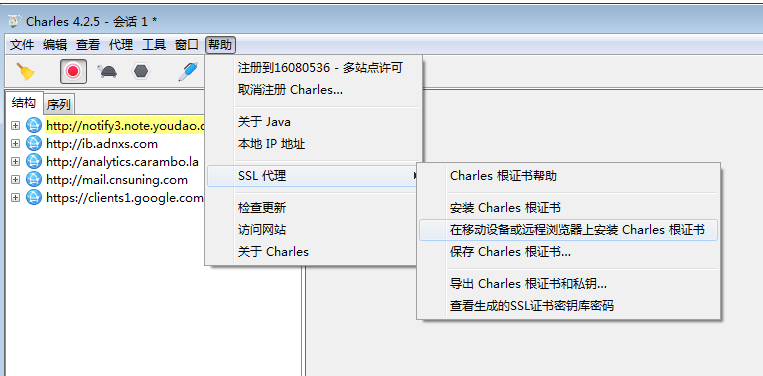 Charles 4.2.5 - 会话 1 *
文件 编辑 查看 代理 工具 窗口 帮助
注册到16080536 - 多站点许可
取消注册 Charles...
关于 Java
本地 IP 地址
SSL 代理
检查更新
访问网站
关于 Charles
结构 序列
http://notify3.note.youdao.c
http://ib.adnxs.com
http://analytics.carambo.la
http://mail.cnsuning.com
https://clients1.google.com
Charles 根证书帮助
安装 Charles 根证书
在移动设备或远程浏览器上安装 Charles 根证书
保存 Charles 根证书...
导出 Charles 根证书和私钥...
查看生成的SSL证书密钥库密码